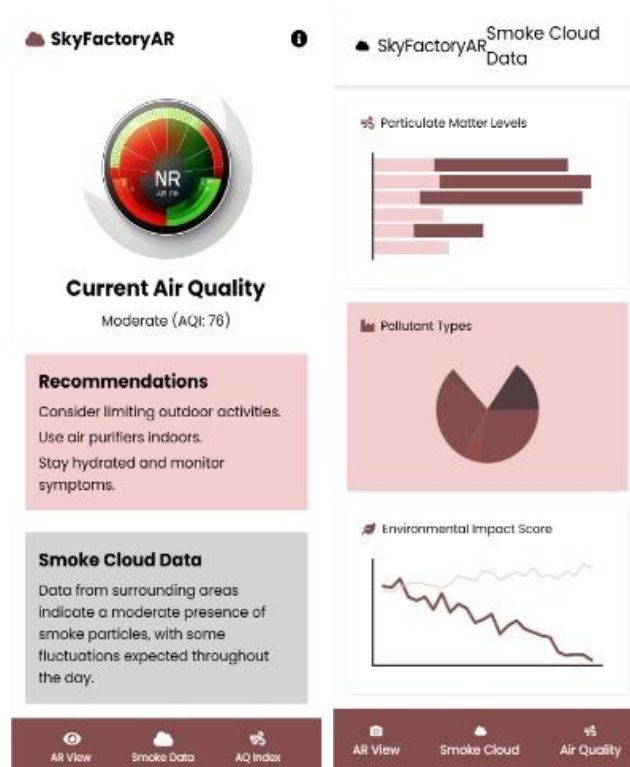 SkyFactoryAR
NR
Current Air Quality
Moderate (AQI: 76)
Recommendations
Consider limiting outdoor activities.
Use air purifiers indoors.
Stay hydrated and monitor
symptoms.
Smoke Cloud Data
Data from surrounding areas
indicate a moderate presence of
smoke particles, with some
fluctuations expected throughout
the day.
AR View
Smoke Data
AQ Index
SkyFactoryAR
Smoke Cloud
Data
Particulate Matter Levels
Pollutant Types
Environmental Impact Score
AR View
Smoke Cloud
Air Quality